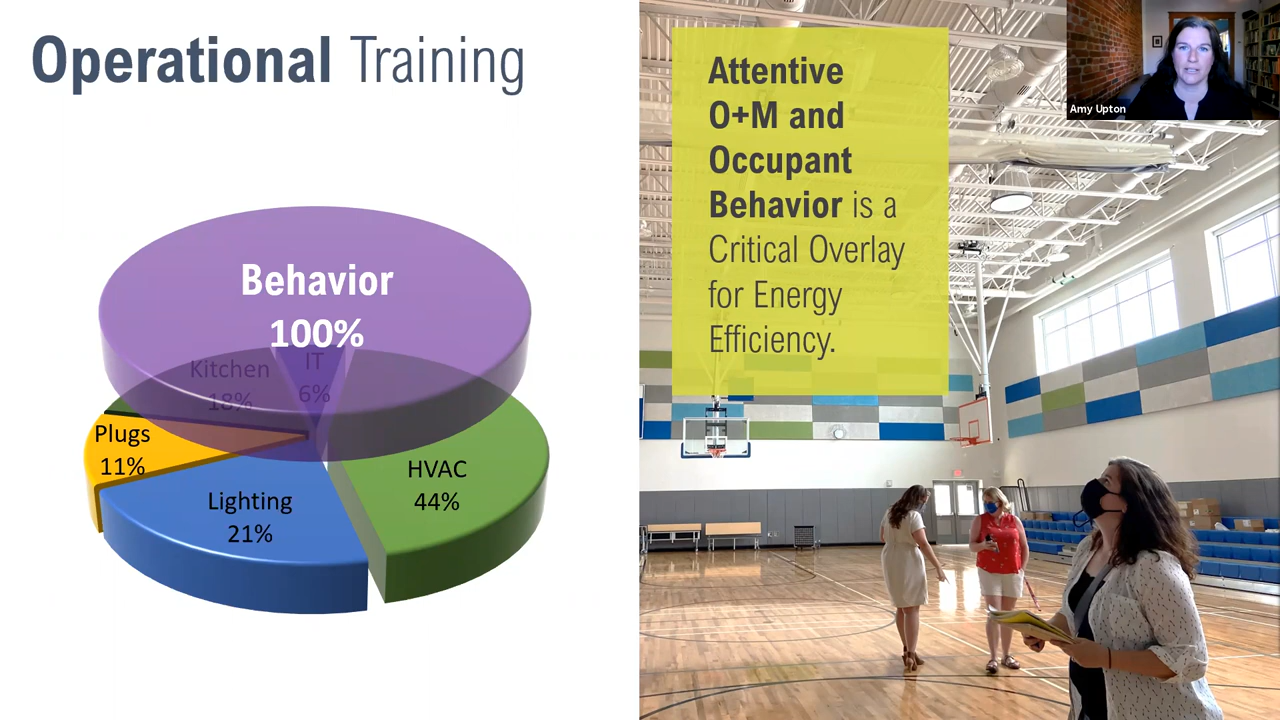 Operational Training
Behavior
100%
Kitchen
18%
IT
6%
Plugs
11%
Lighting
21%
HVAC
44%
Attentive
O+M and
Occupant
Behavior is a
Critical Overlay
for Energy
Efficiency.
Amy Upton